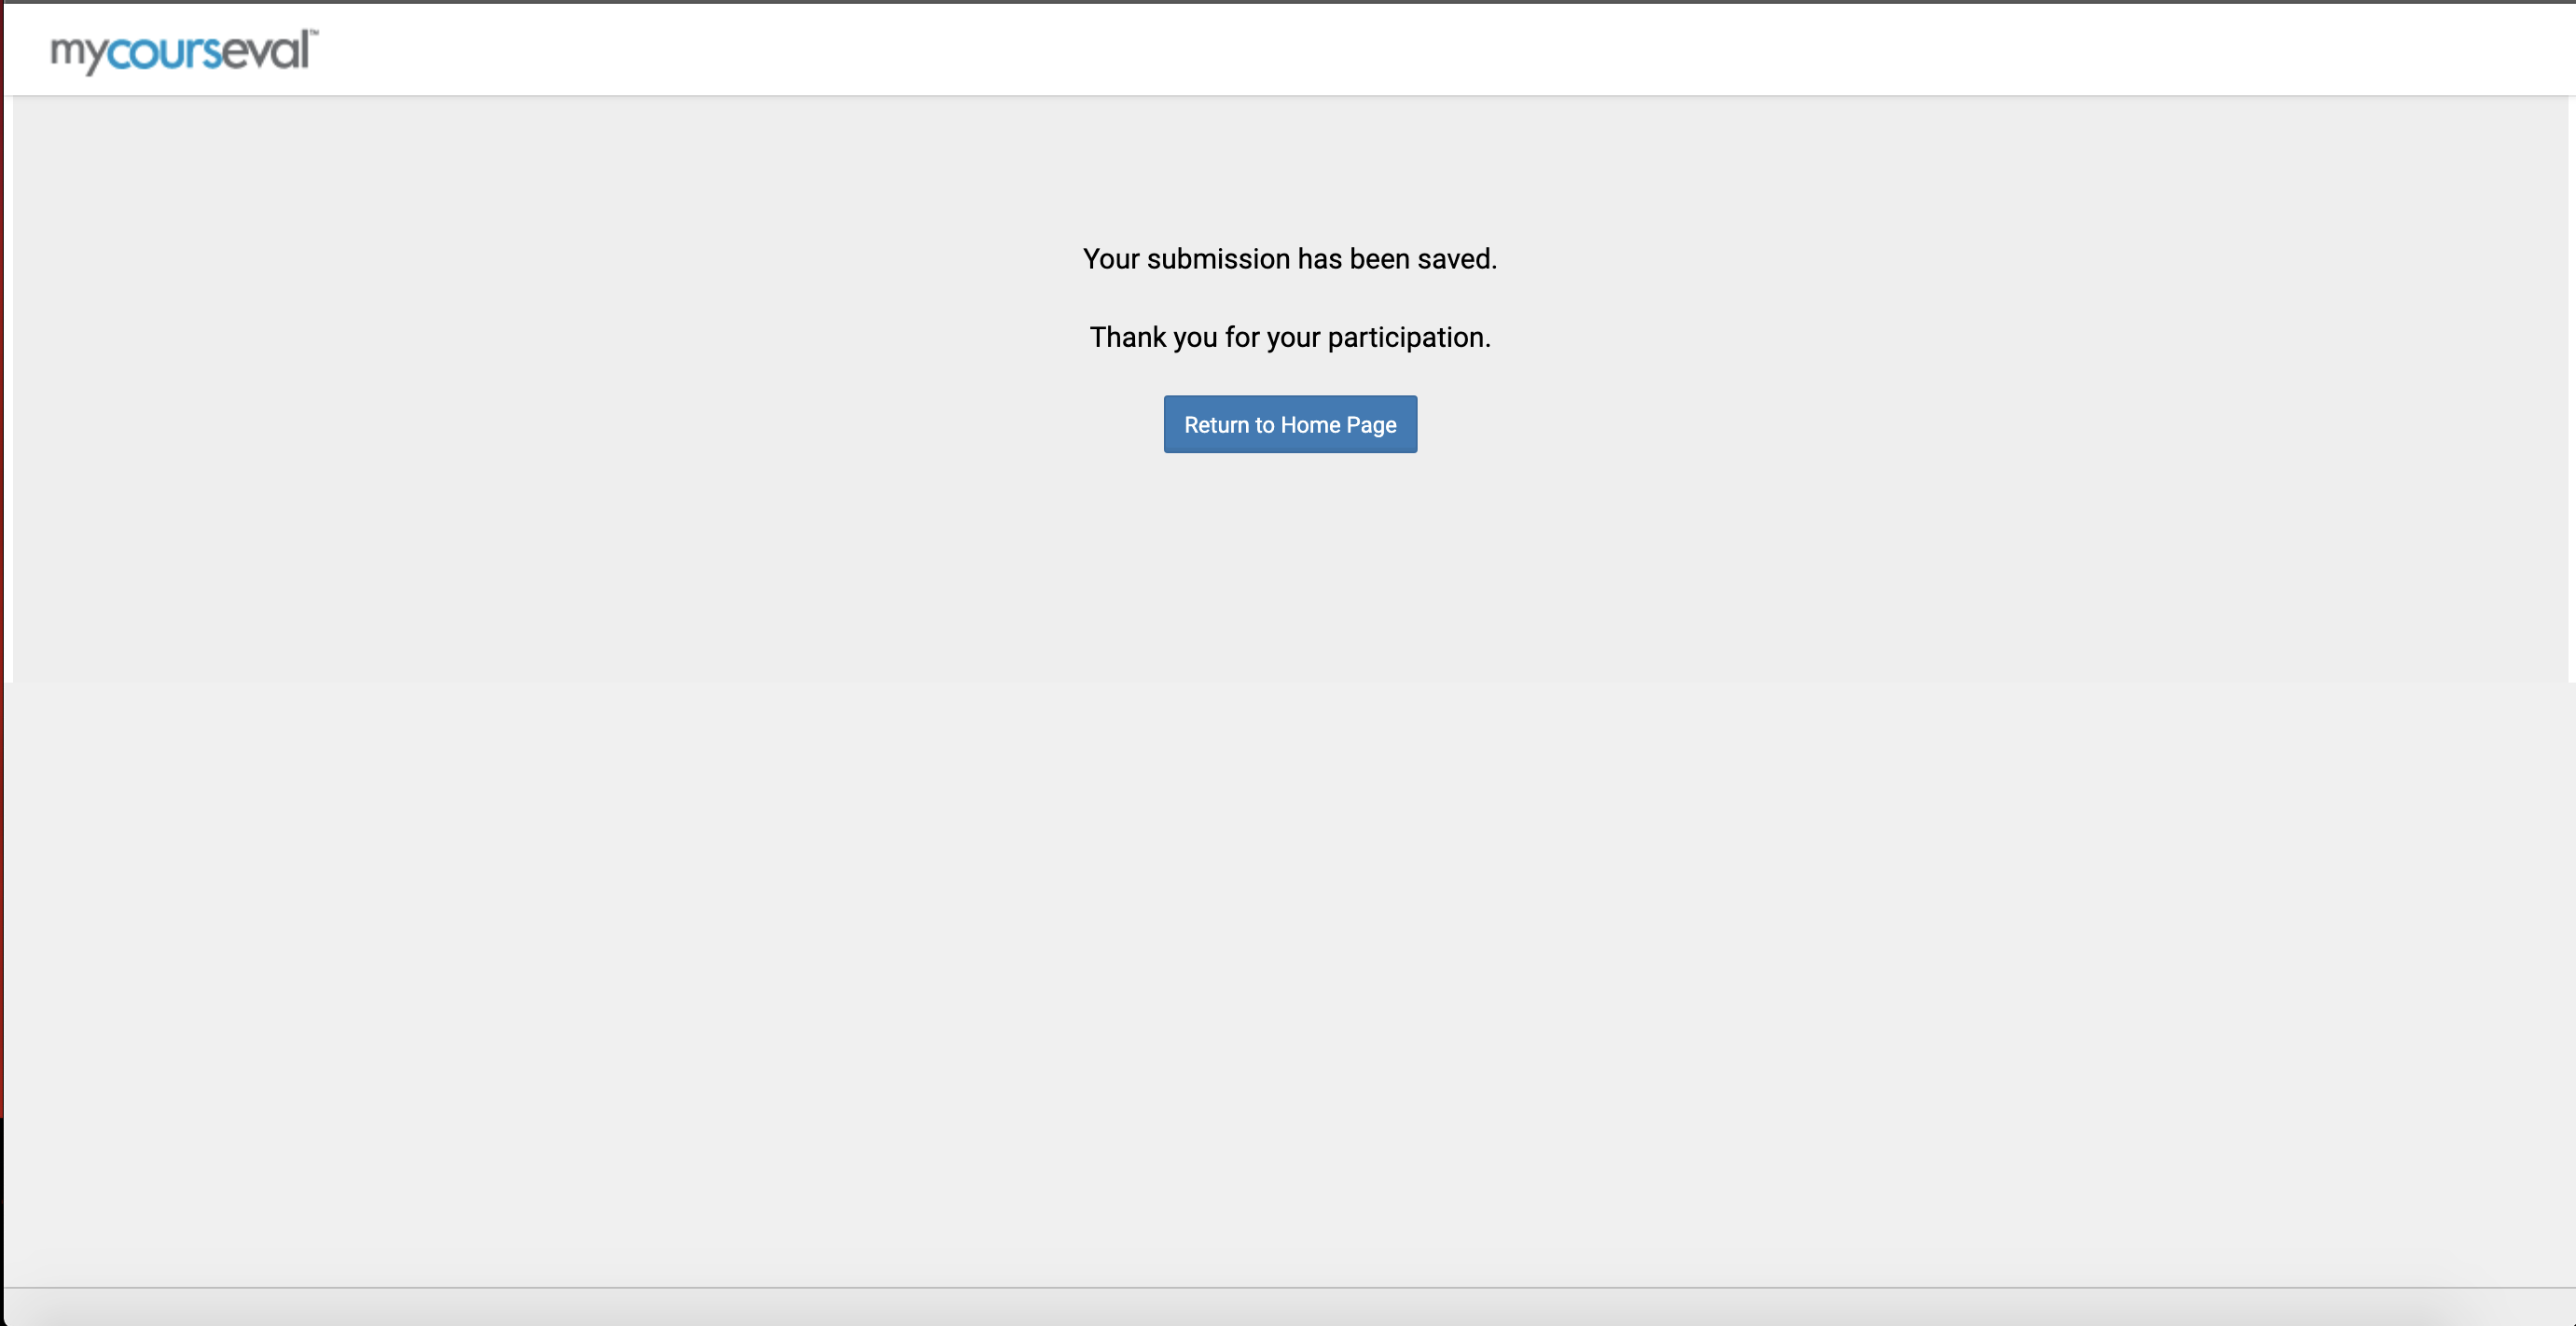 mycourseval™
Your submission has been saved.
Thank you for your participation.
Return to Home Page